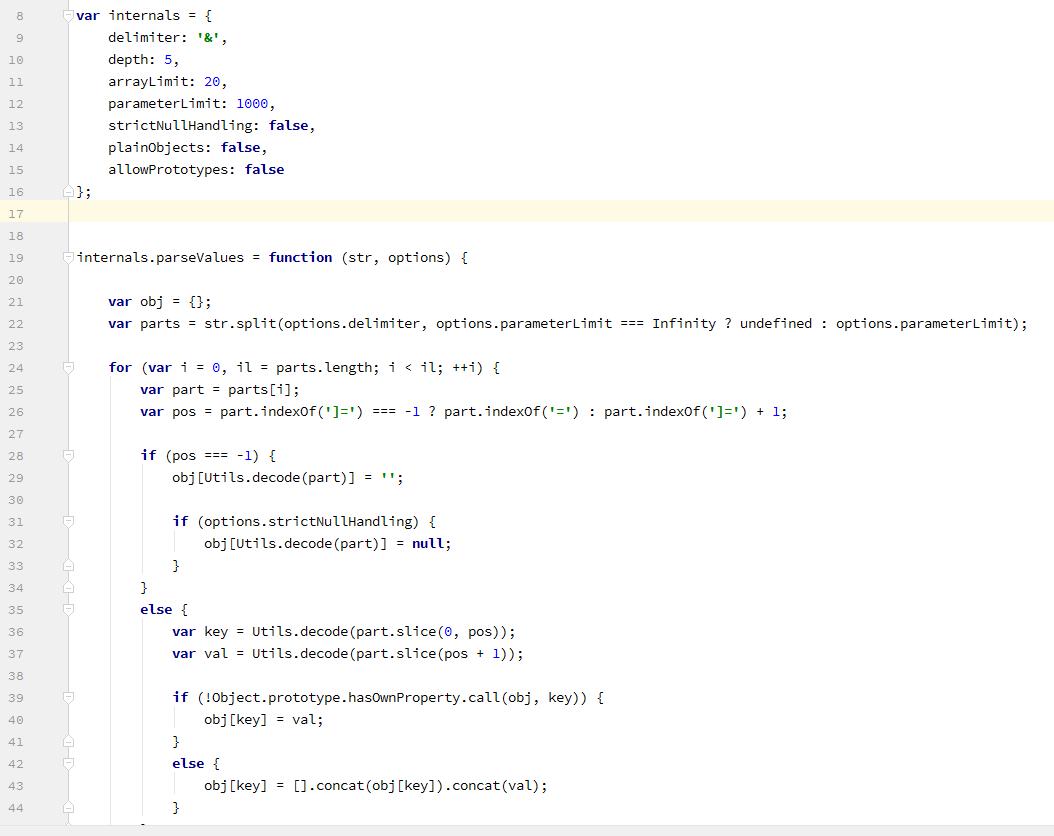 8 var internals = {
9     delimiter: '&',
10     depth: 5,
11     arrayLimit: 20,
12     parameterLimit: 1000,
13     strictNullHandling: false,
14     plainObjects: false,
15     allowPrototypes: false
16 };
17
18
19 internals.parseValues = function (str, options) {
20
21     var obj = {};
22     var parts = str.split(options.delimiter, options.parameterLimit === Infinity ? undefined : options.parameterLimit);
23
24     for (var i = 0, il = parts.length; i < il; ++i) {
25         var part = parts[i];
26         var pos = part.indexOf(']=') === -1 ? part.indexOf('=') : part.indexOf(']=') + 1;
27
28         if (pos === -1) {
29             obj[Utils.decode(part)] = '';
30
31             if (options.strictNullHandling) {
32                 obj[Utils.decode(part)] = null;
33             }
34         }
35         else {
36             var key = Utils.decode(part.slice(0, pos));
37             var val = Utils.decode(part.slice(pos + 1));
38
39             if (!Object.prototype.hasOwnProperty.call(obj, key)) {
40                 obj[key] = val;
41             }
42             else {
43                 obj[key] = [].concat(obj[key]).concat(val);
44             }